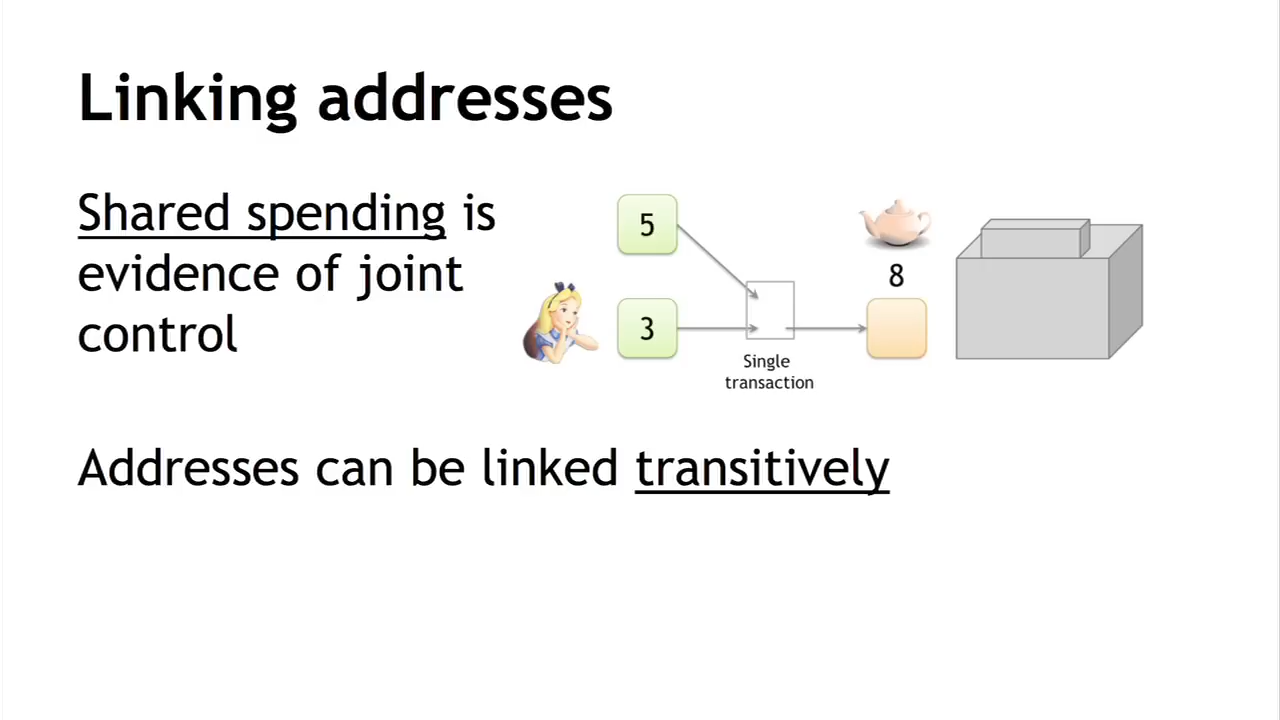 Linking addresses
Shared spending is
evidence of joint
control
5
3
Single
transaction
8
Addresses can be linked transitively